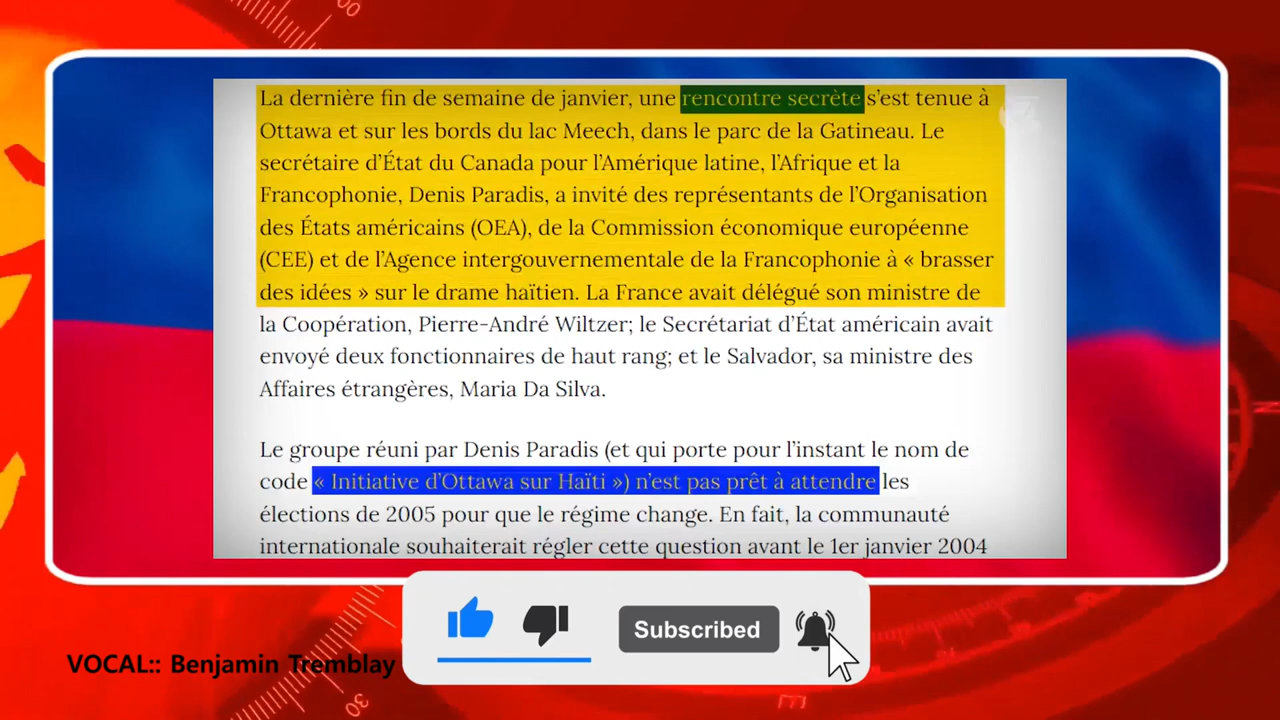 00
La dernière fin de semaine de janvier, une rencontre secrète s'est tenue à
Ottawa et sur les bords du lac Meech, dans le parc de la Gatineau. Le
secrétaire d'État du Canada pour l'Amérique latine, l'Afrique et la
Francophonie, Denis Paradis, a invité des représentants de l'Organisation
des États américains (OEA), de la Commission économique européenne
(CEE) et de l'Agence intergouvernementale de la Francophonie à « brasser
des idées » sur le drame haïtien. La France avait délégué son ministre de
la Coopération, Pierre-André Wiltzer; le Secrétariat d'État américain avait
envoyé deux fonctionnaires de haut rang; et le Salvador, sa ministre des
Affaires étrangères, Maria Da Silva.
Le groupe réuni par Denis Paradis (et qui porte pour l'instant le nom de
code « Initiative d'Ottawa sur Haïti ») n'est pas prêt à attendre les
élections de 2005 pour que le régime change. En fait, la communauté
internationale souhaiterait régler cette question avant le 1er janvier 2004
Subscribed
VOCAL:: Benjamin Tremblay
30